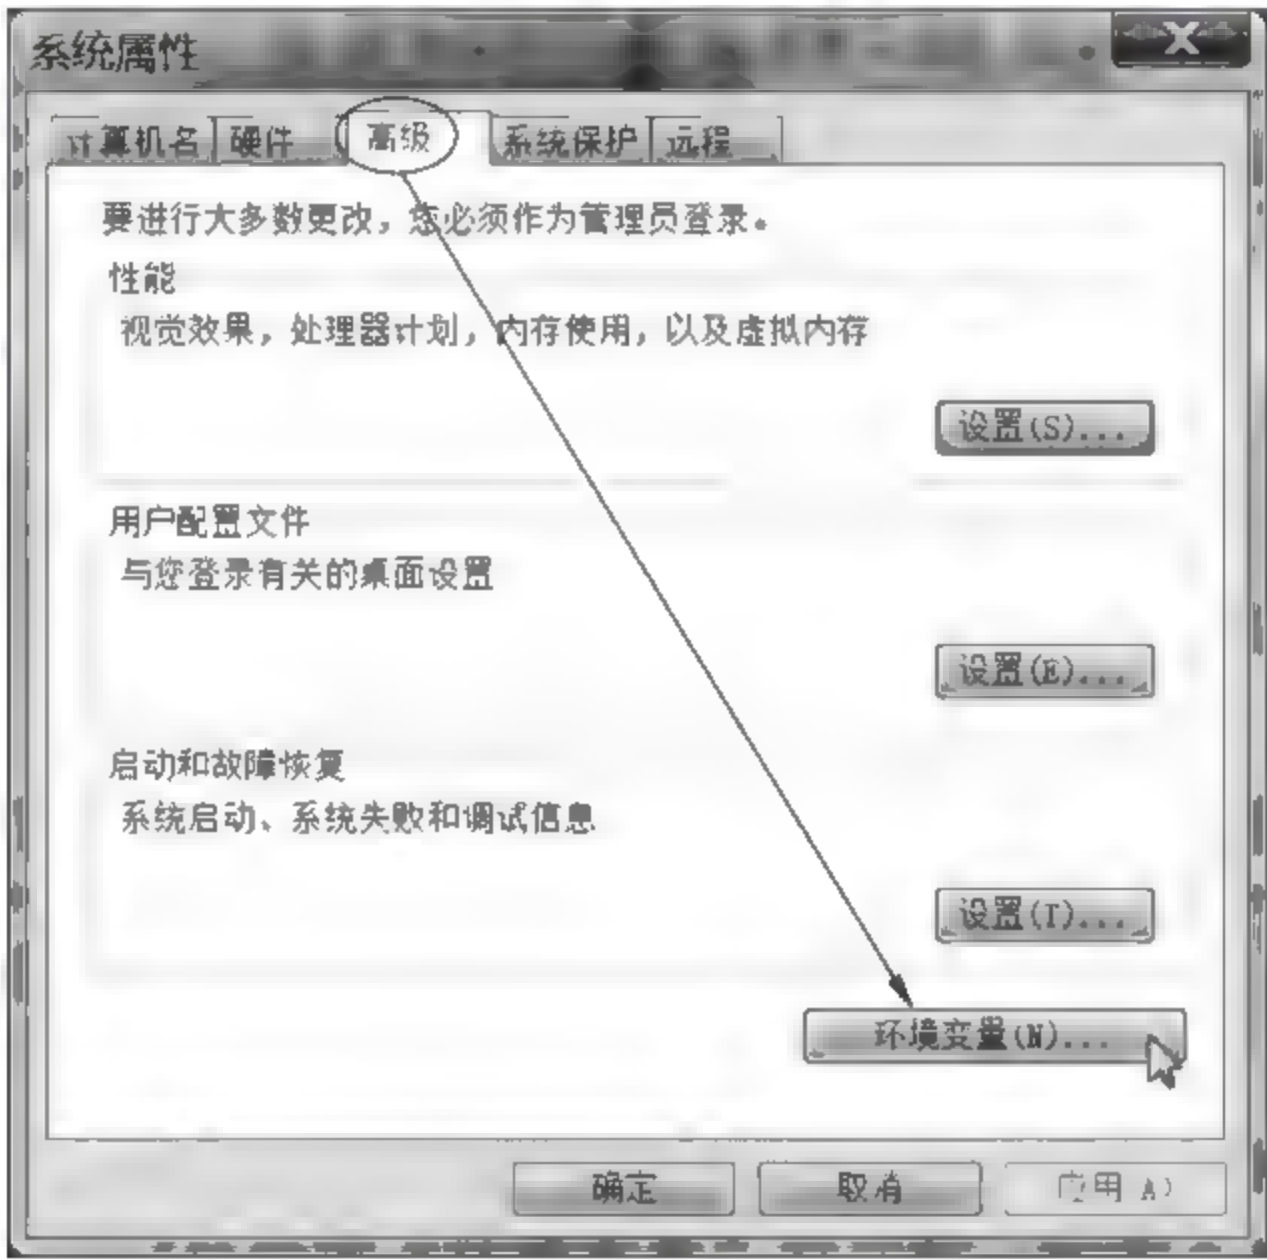 系统属性
计算机名 硬件 高级 系统保护 远程
要进行大多数更改，您必须作为管理员登录。
性能
视觉效果，处理器计划，内存使用，以及虚拟内存
设置(S)...
用户配置文件
与您登录有关的桌面设置
设置(E)...
启动和故障恢复
系统启动、系统失败和调试信息
设置(T)...
环境变量(N)...
确定 取消 应用 A)